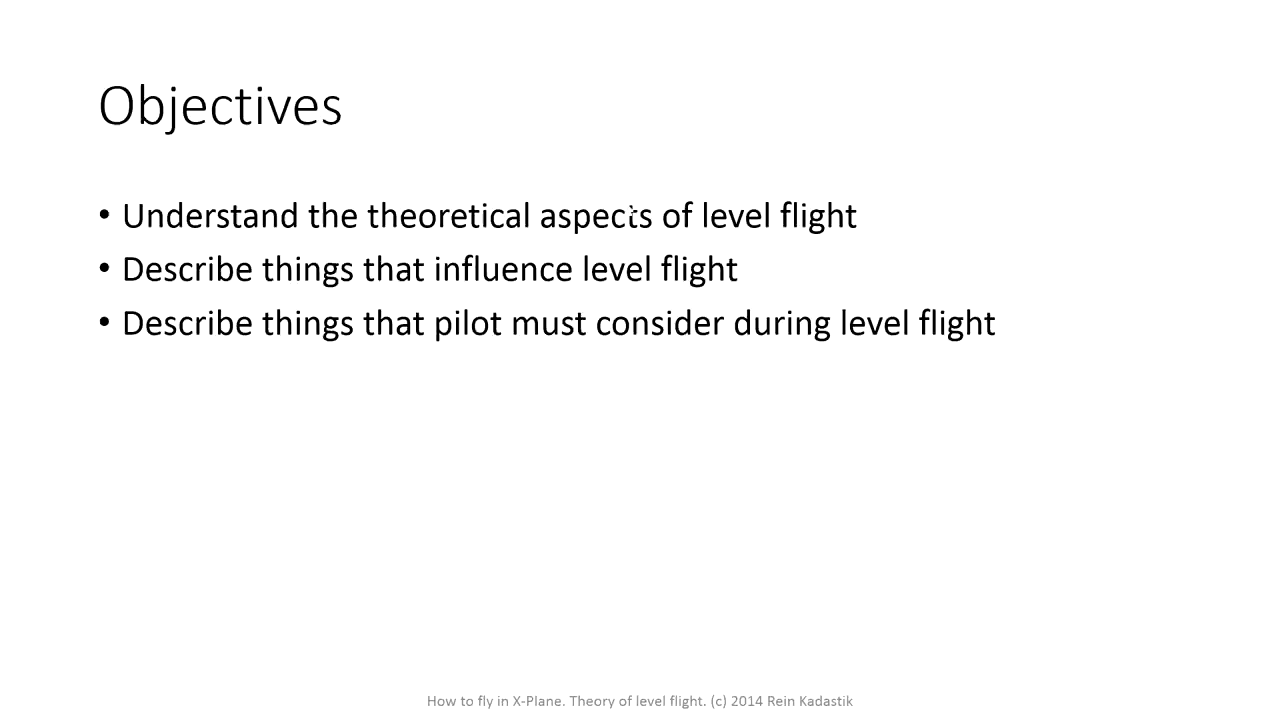 Objectives
• Understand the theoretical aspects of level flight
• Describe things that influence level flight
• Describe things that pilot must consider during level flight
How to fly in X-Plane. Theory of level flight. (c) 2014 Rein Kadastik